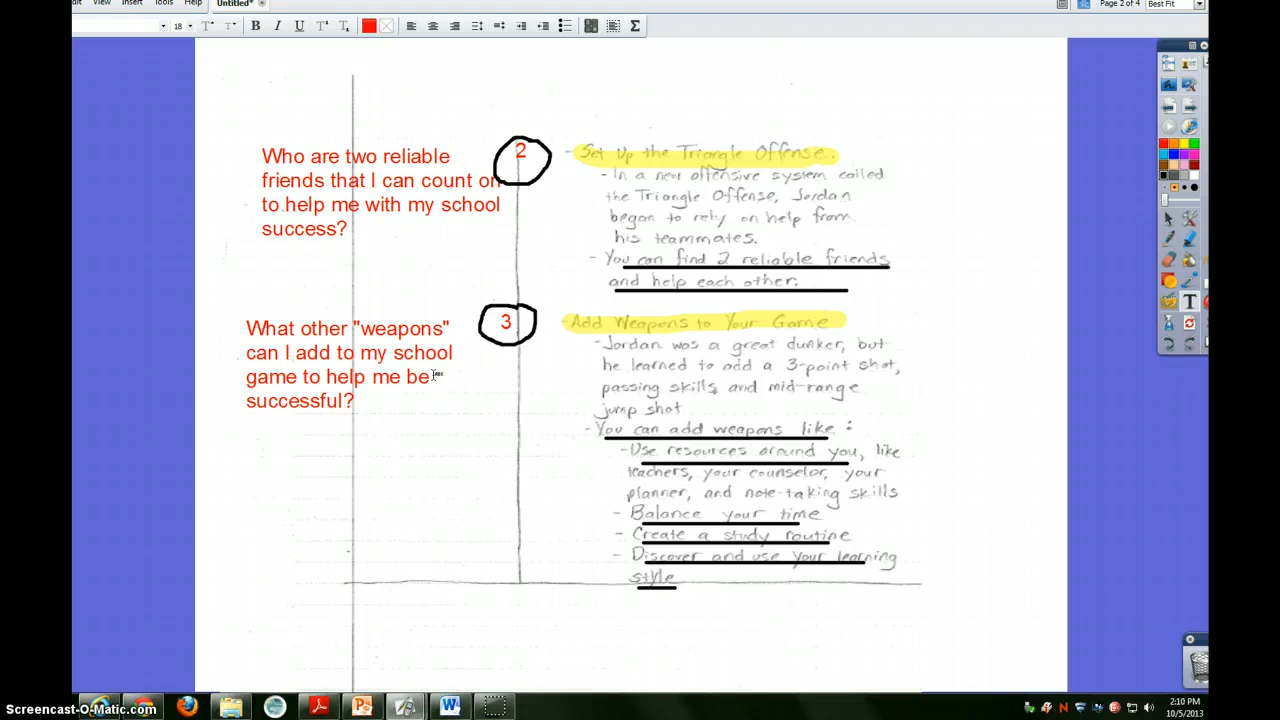 dit View Insert Tools Help Untitled* Page 2 of 4 Best Fit
18 B I U Σ
Who are two reliable
friends that I can count on
to help me with my school
success?
2
- Set Up the Triangle Offense.
- In a new offensive system called
the Triangle Offense, Jordan
began to rely on help from
his teammates.
- You can find 2 reliable friends
and help each other.
What other "weapons"
can I add to my school
game to help me be
successful?
3
- Add Weapons to Your Game
- Jordan was a great dunker, but
he learned to add a 3-point shot,
passing skills, and mid-range
jump shot
- You can add weapons like :
- Use resources around you, like
teachers, your counselor, your
planner, and note-taking skills
- Balance your time
- Create a study routine
- Discover and use your learning
style
Screencast-O-Matic.com
2:10 PM
10/5/2013